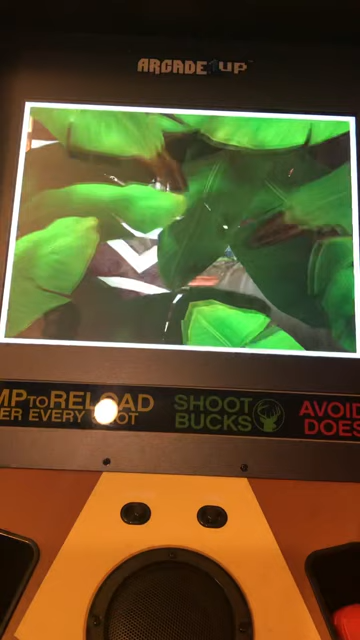 ARCADE1UP
MP TO RELOAD
ER EVERY SHOT
SHOOT
BUCKS
AVOID
DOES